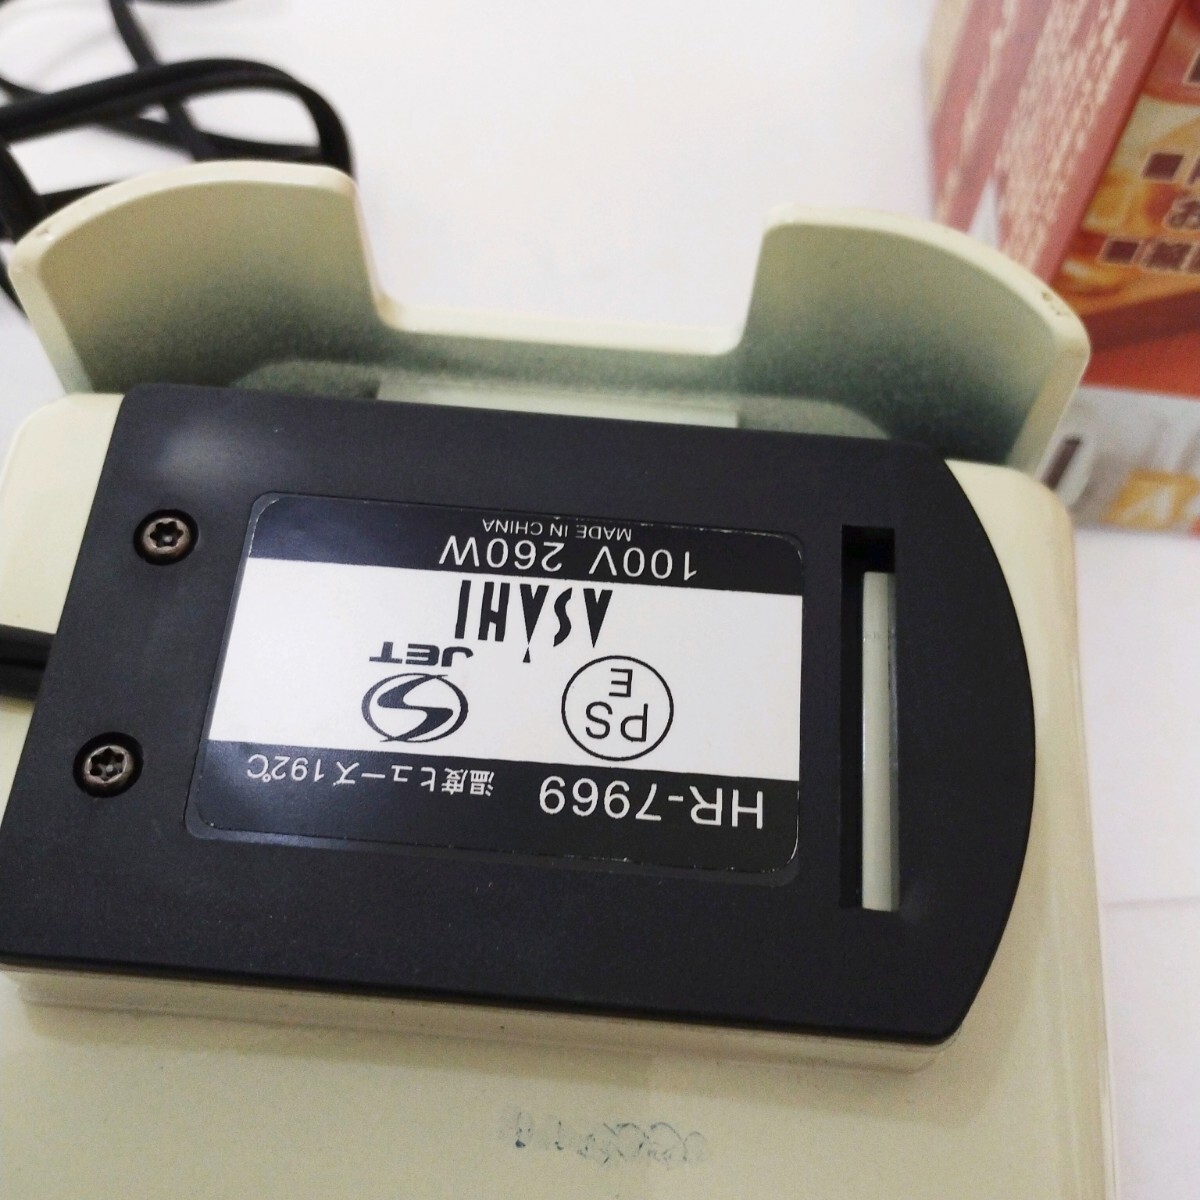 HR-7969 温度ヒューズ192℃
PS
E
JET
ASAHI
100V 260W
MADE IN CHINA